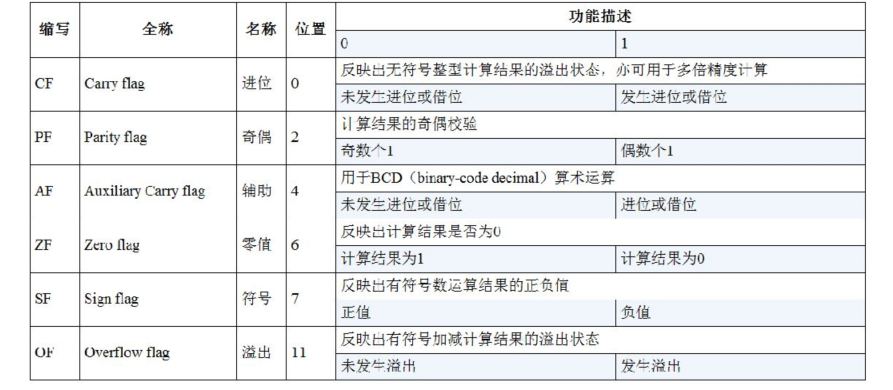 缩写 全称 名称 位置 功能描述
0 1
CF Carry flag 进位 0 反映出无符号整型计算结果的溢出状态，亦可用于多倍精度计算
未发生进位或借位 发生进位或借位
PF Parity flag 奇偶 2 计算结果的奇偶校验
奇数个1 偶数个1
AF Auxiliary Carry flag 辅助 4 用于BCD（binary-code decimal）算术运算
未发生进位或借位 进位或借位
ZF Zero flag 零值 6 反映出计算结果是否为0
计算结果为1 计算结果为0
SF Sign flag 符号 7 反映出有符号数运算结果的正负值
正值 负值
OF Overflow flag 溢出 11 反映出有符号加减计算结果的溢出状态
未发生溢出 发生溢出